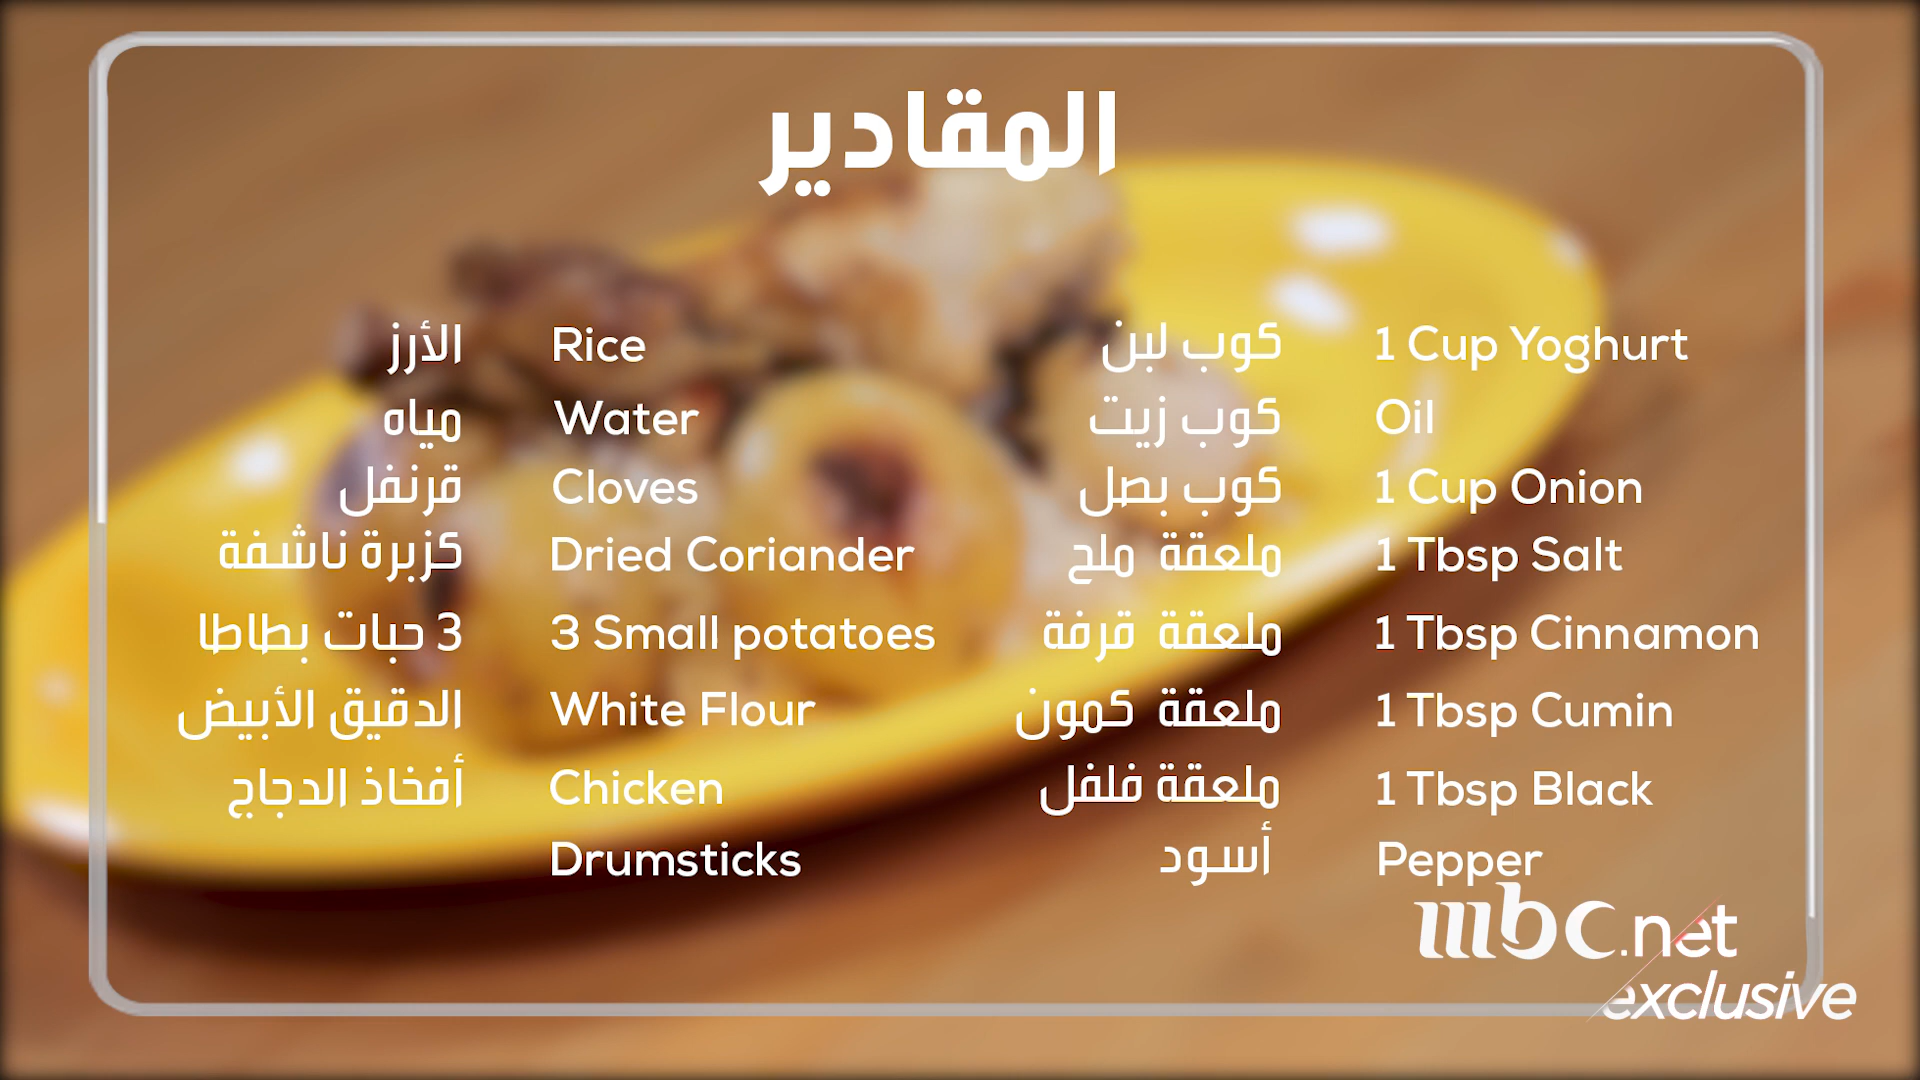 المقادير
الأرز Rice كوب لبن 1 Cup Yoghurt
مياه Water كوب زيت Oil
قرنفل Cloves كوب بصل 1 Cup Onion
كزبرة ناشفة Dried Coriander ملعقة ملح 1 Tbsp Salt
3 حبات بطاطا 3 Small potatoes ملعقة قرفة 1 Tbsp Cinnamon
الدقيق الأبيض White Flour ملعقة كمون 1 Tbsp Cumin
أفخاذ الدجاج Chicken ملعقة فلفل 1 Tbsp Black
Drumsticks أسود Pepper
mbc.net
exclusive